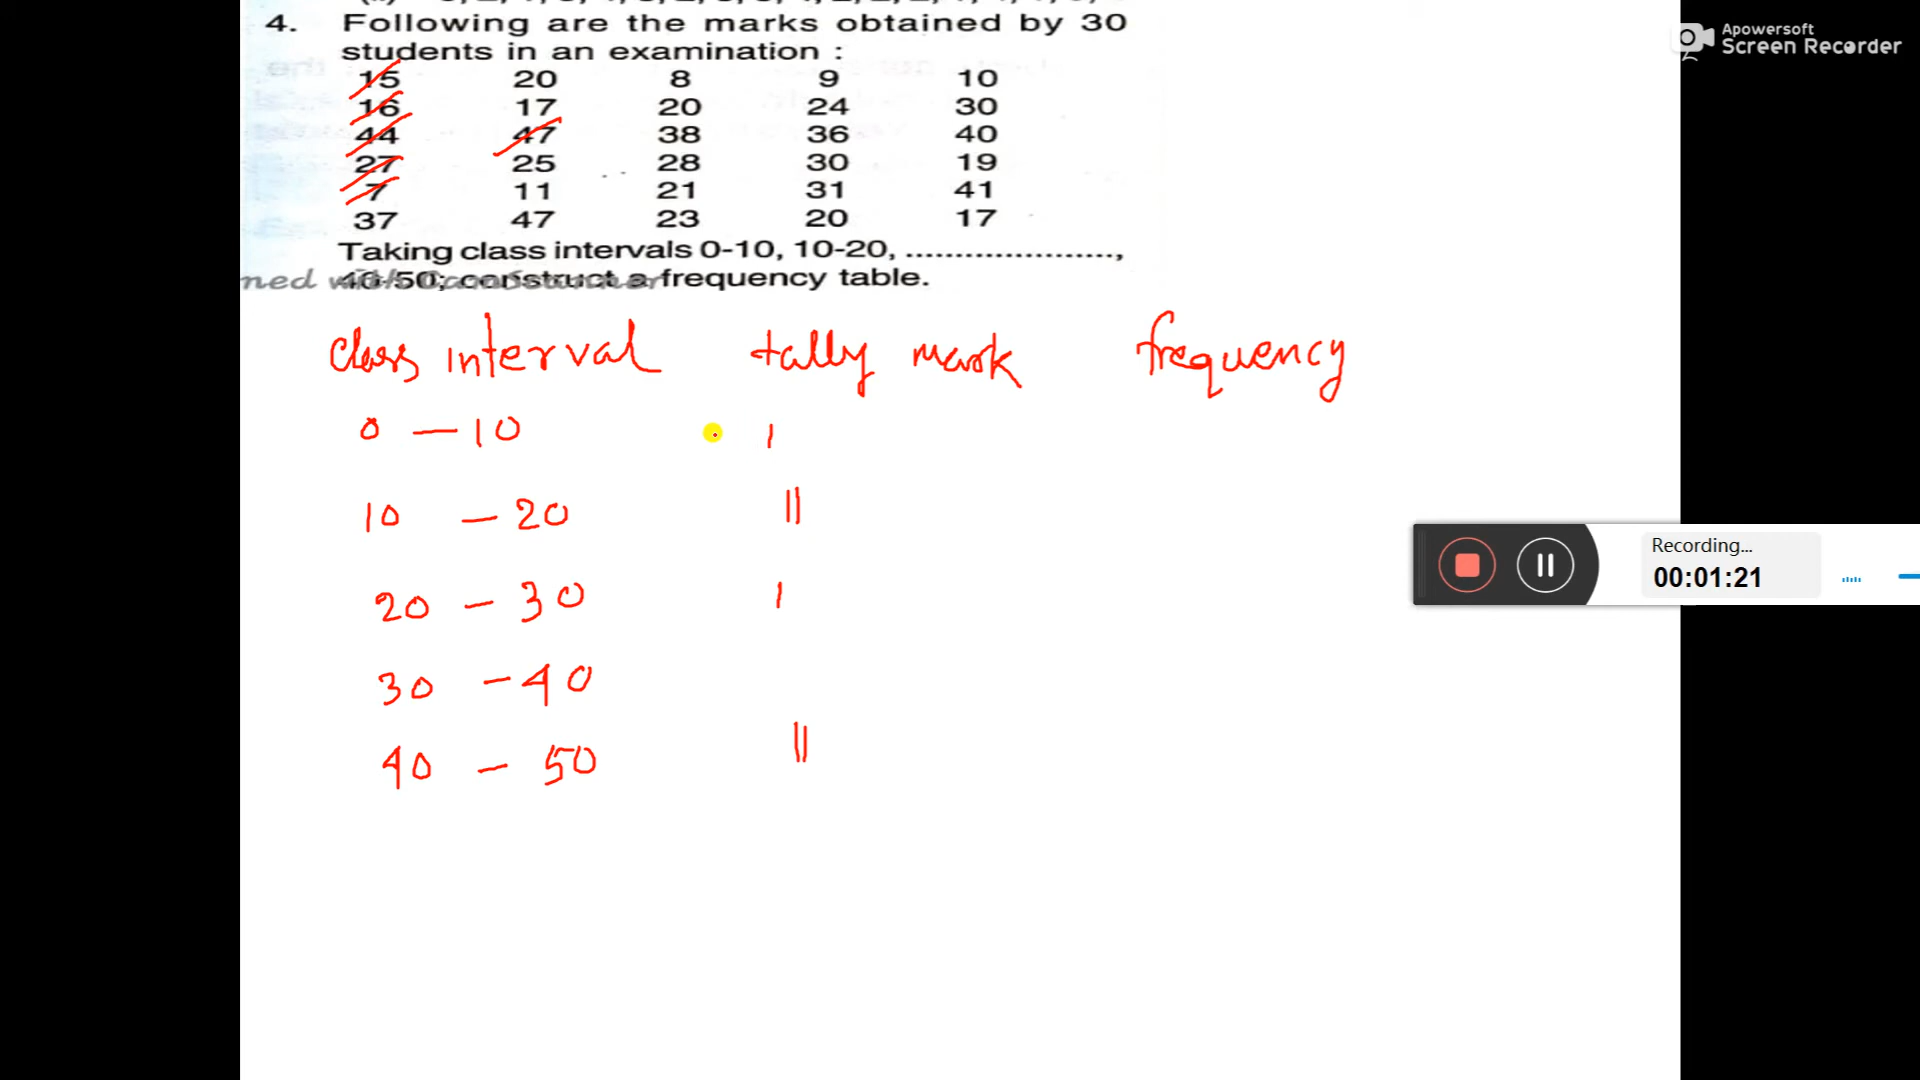 4. Following are the marks obtained by 30
students in an examination :
15 20 8 9 10
16 17 20 24 30
44 47 38 36 40
27 25 28 30 19
7 11 21 31 41
37 47 23 20 17
Taking class intervals 0-10, 10-20, ......................,
40-50; construct a frequency table.
ned with CamScanner
class interval tally mark frequency
0 — 10 |
10 — 20 ||
20 — 30 |
30 — 40
40 — 50 ||
Apowersoft
Screen Recorder
Recording...
00:01:21